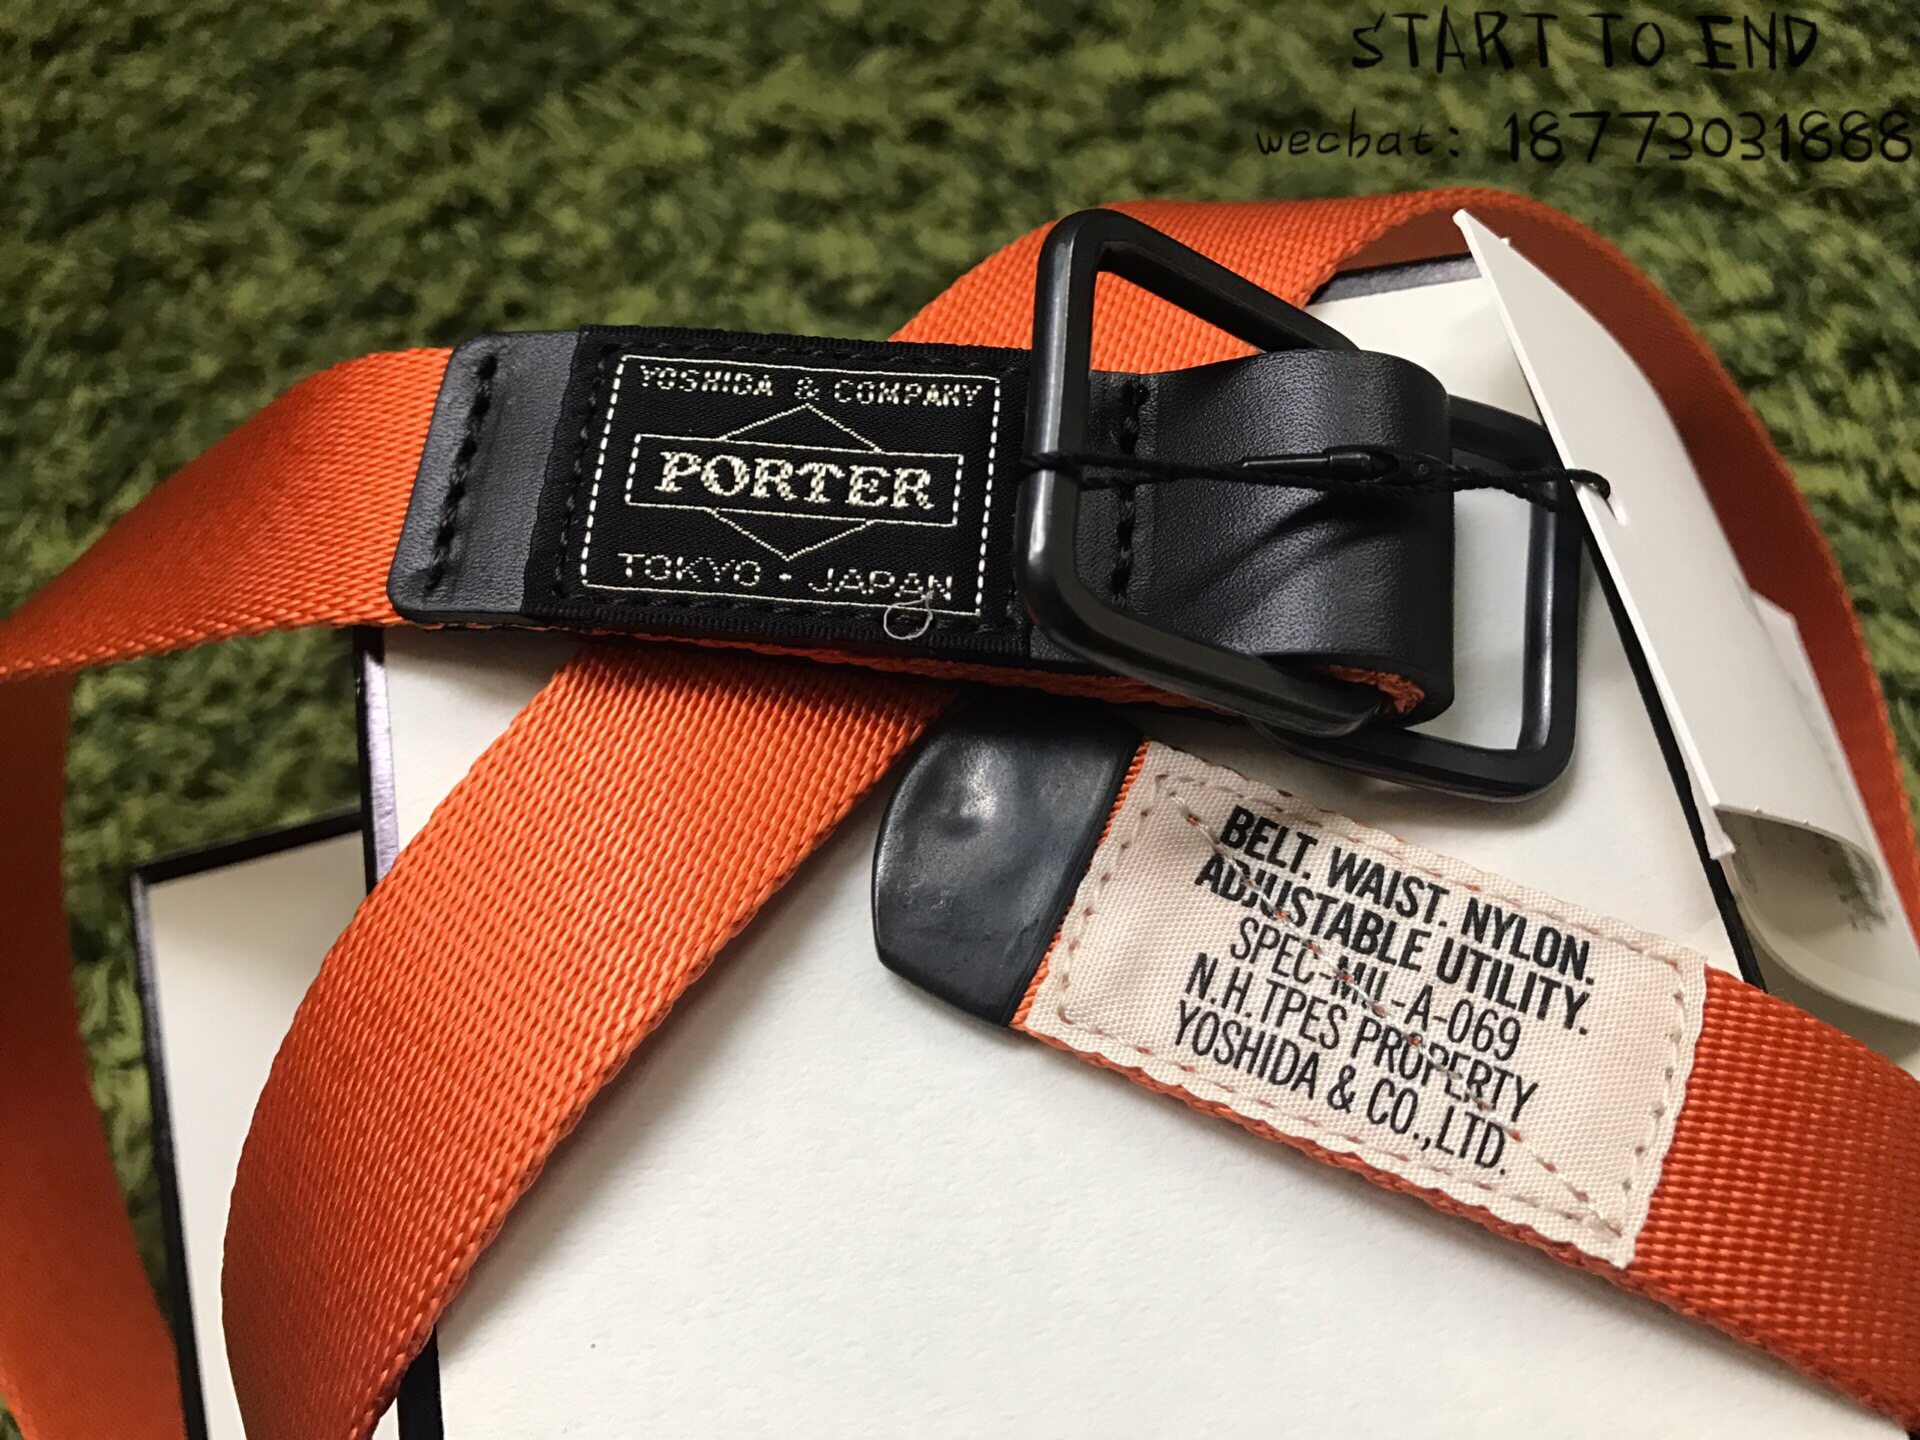 START TO END
wechat: 18773031888
YOSHIDA & COMPANY
PORTER
TOKYO · JAPAN
BELT. WAIST. NYLON.
ADJUSTABLE UTILITY.
SPEC-MIL-A-069
N.H.TPES PROPERTY
YOSHIDA & CO.,LTD.